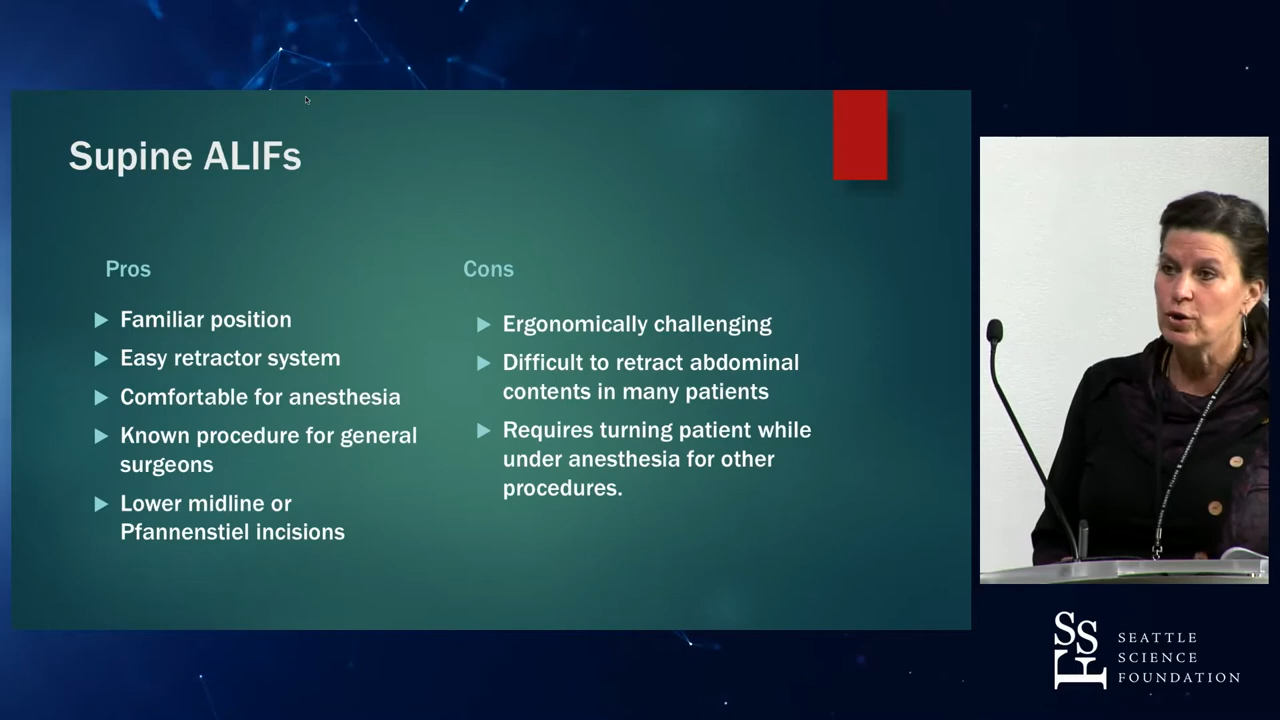 Supine ALIFs
Pros
Familiar position
Easy retractor system
Comfortable for anesthesia
Known procedure for general
surgeons
Lower midline or
Pfannenstiel incisions
Cons
Ergonomically challenging
Difficult to retract abdominal
contents in many patients
Requires turning patient while
under anesthesia for other
procedures.
SSF
SEATTLE
SCIENCE
FOUNDATION